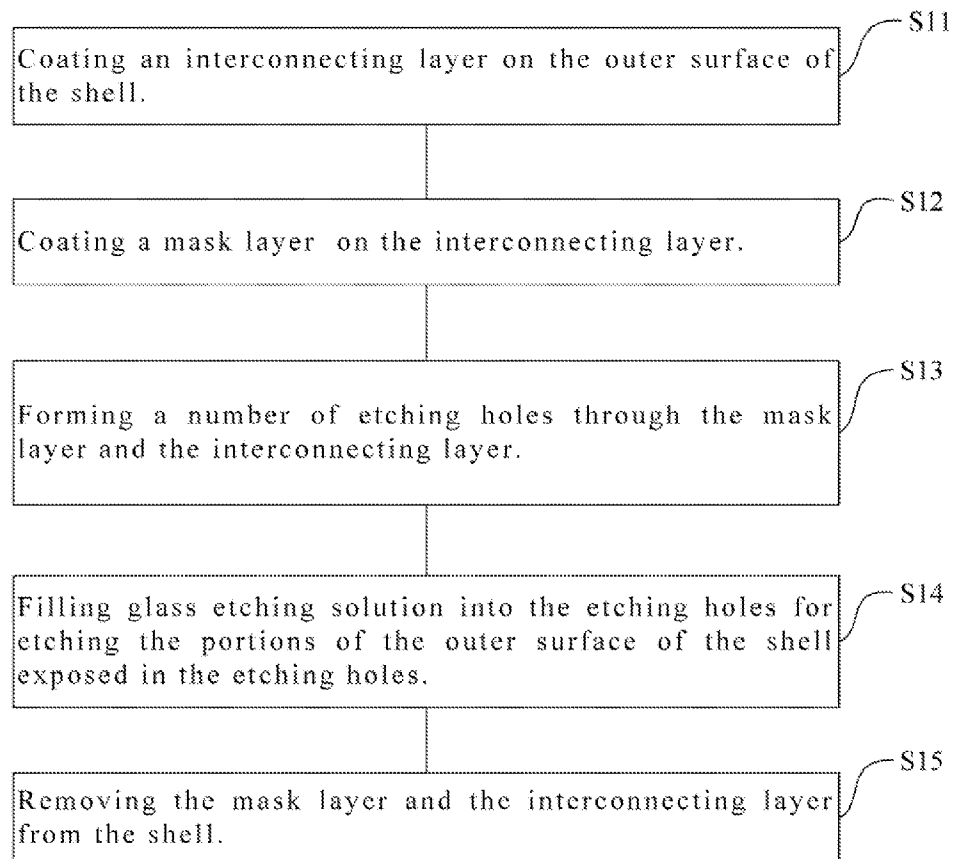 S11
Coating an interconnecting layer on the outer surface of
the shell.
S12
Coating a mask layer on the interconnecting layer.
S13
Forming a number of etching holes through the mask
layer and the interconnecting layer.
S14
Filling glass etching solution into the etching holes for
etching the portions of the outer surface of the shell
exposed in the etching holes.
S15
Removing the mask layer and the interconnecting layer
from the shell.